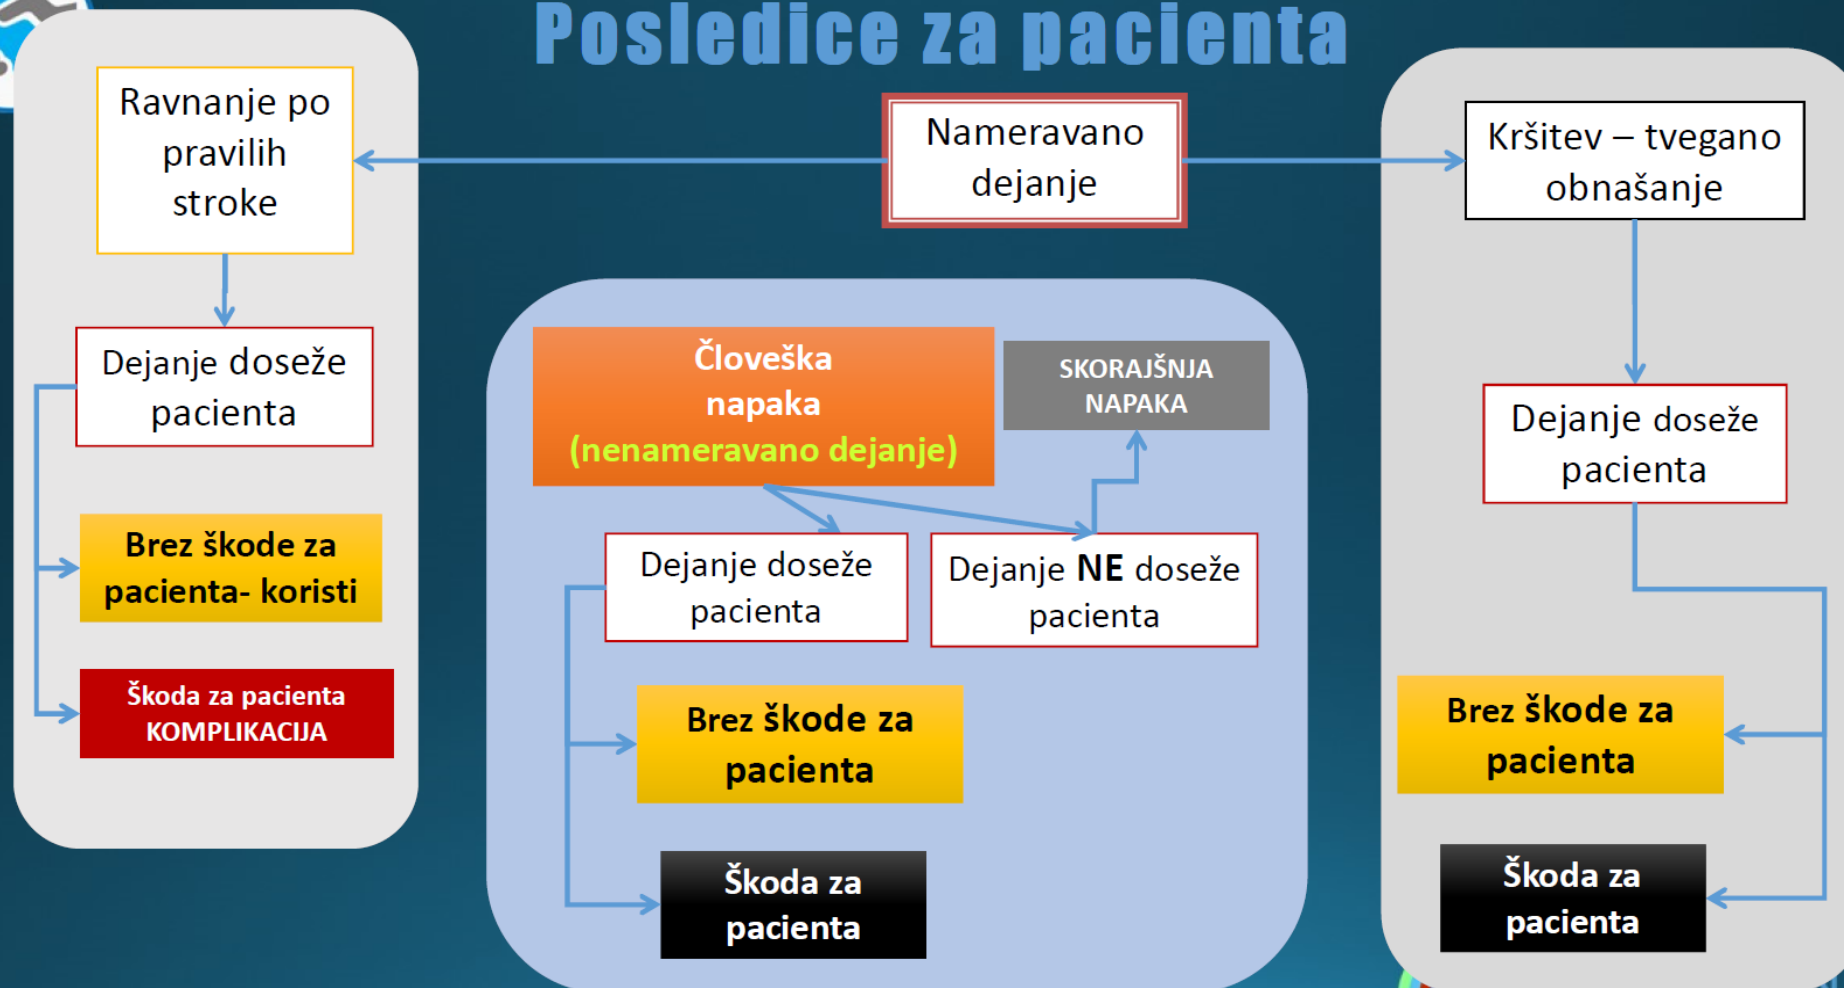 Posledice za pacienta
Ravnanje po
pravilih
stroke
Dejanje doseže
pacienta
Brez škode za
pacienta- koristi
Škoda za pacienta
KOMPLIKACIJA
Nameravano
dejanje
Človeška
napaka
(nenameravano dejanje)
SKORAJŠNJA
NAPAKA
Dejanje doseže
pacienta
Dejanje NE doseže
pacienta
Brez škode za
pacienta
Škoda za
pacienta
Kršitev – tvegano
obnašanje
Dejanje doseže
pacienta
Brez škode za
pacienta
Škoda za
pacienta